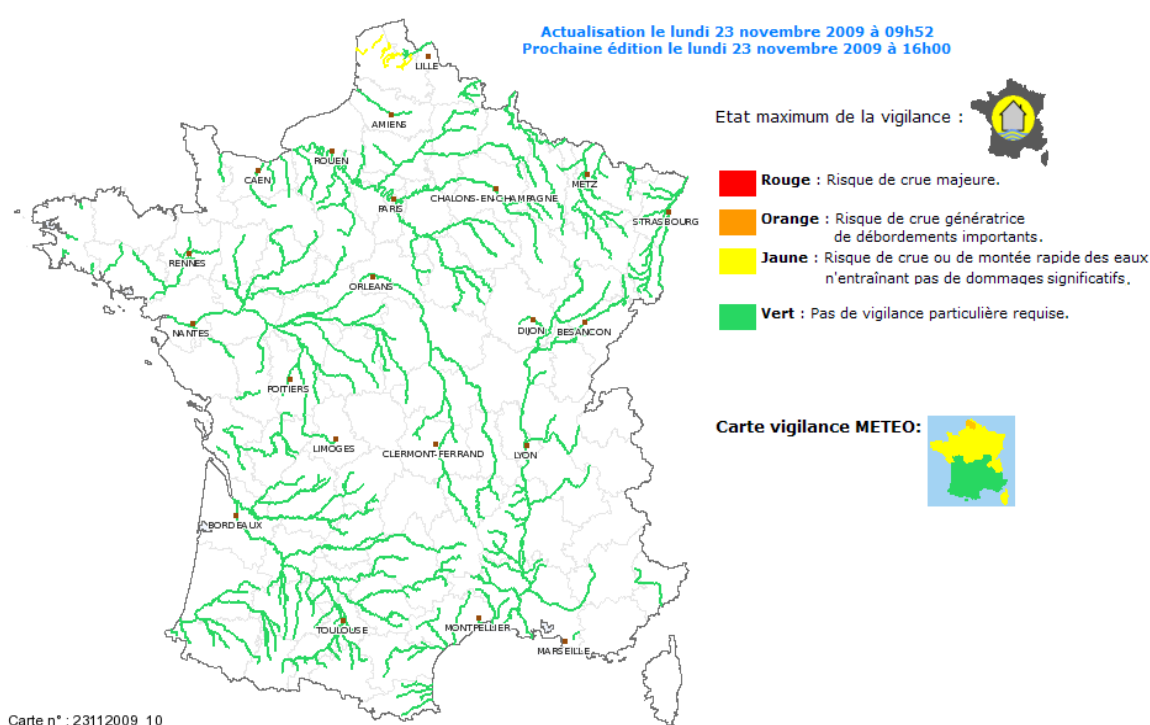 Actualisation le lundi 23 novembre 2009 à 09h52
Prochaine édition le lundi 23 novembre 2009 à 16h00
LILLE
AMIENS
ROUEN
CAEN
METZ
PARIS
CHALONS-EN-CHAMPAGNE
STRASBOURG
RENNES
ORLEANS
NANTES
DIJON
BESANCON
POITIERS
LIMOGES
CLERMONT-FERRAND
LYON
BORDEAUX
TOULOUSE
MONTPELLIER
MARSEILLE
Carte n° : 23112009_10
Etat maximum de la vigilance :
Rouge : Risque de crue majeure.
Orange : Risque de crue génératrice
de débordements importants.
Jaune : Risque de crue ou de montée rapide des eaux
n'entraînant pas de dommages significatifs.
Vert : Pas de vigilance particulière requise.
Carte vigilance METEO: